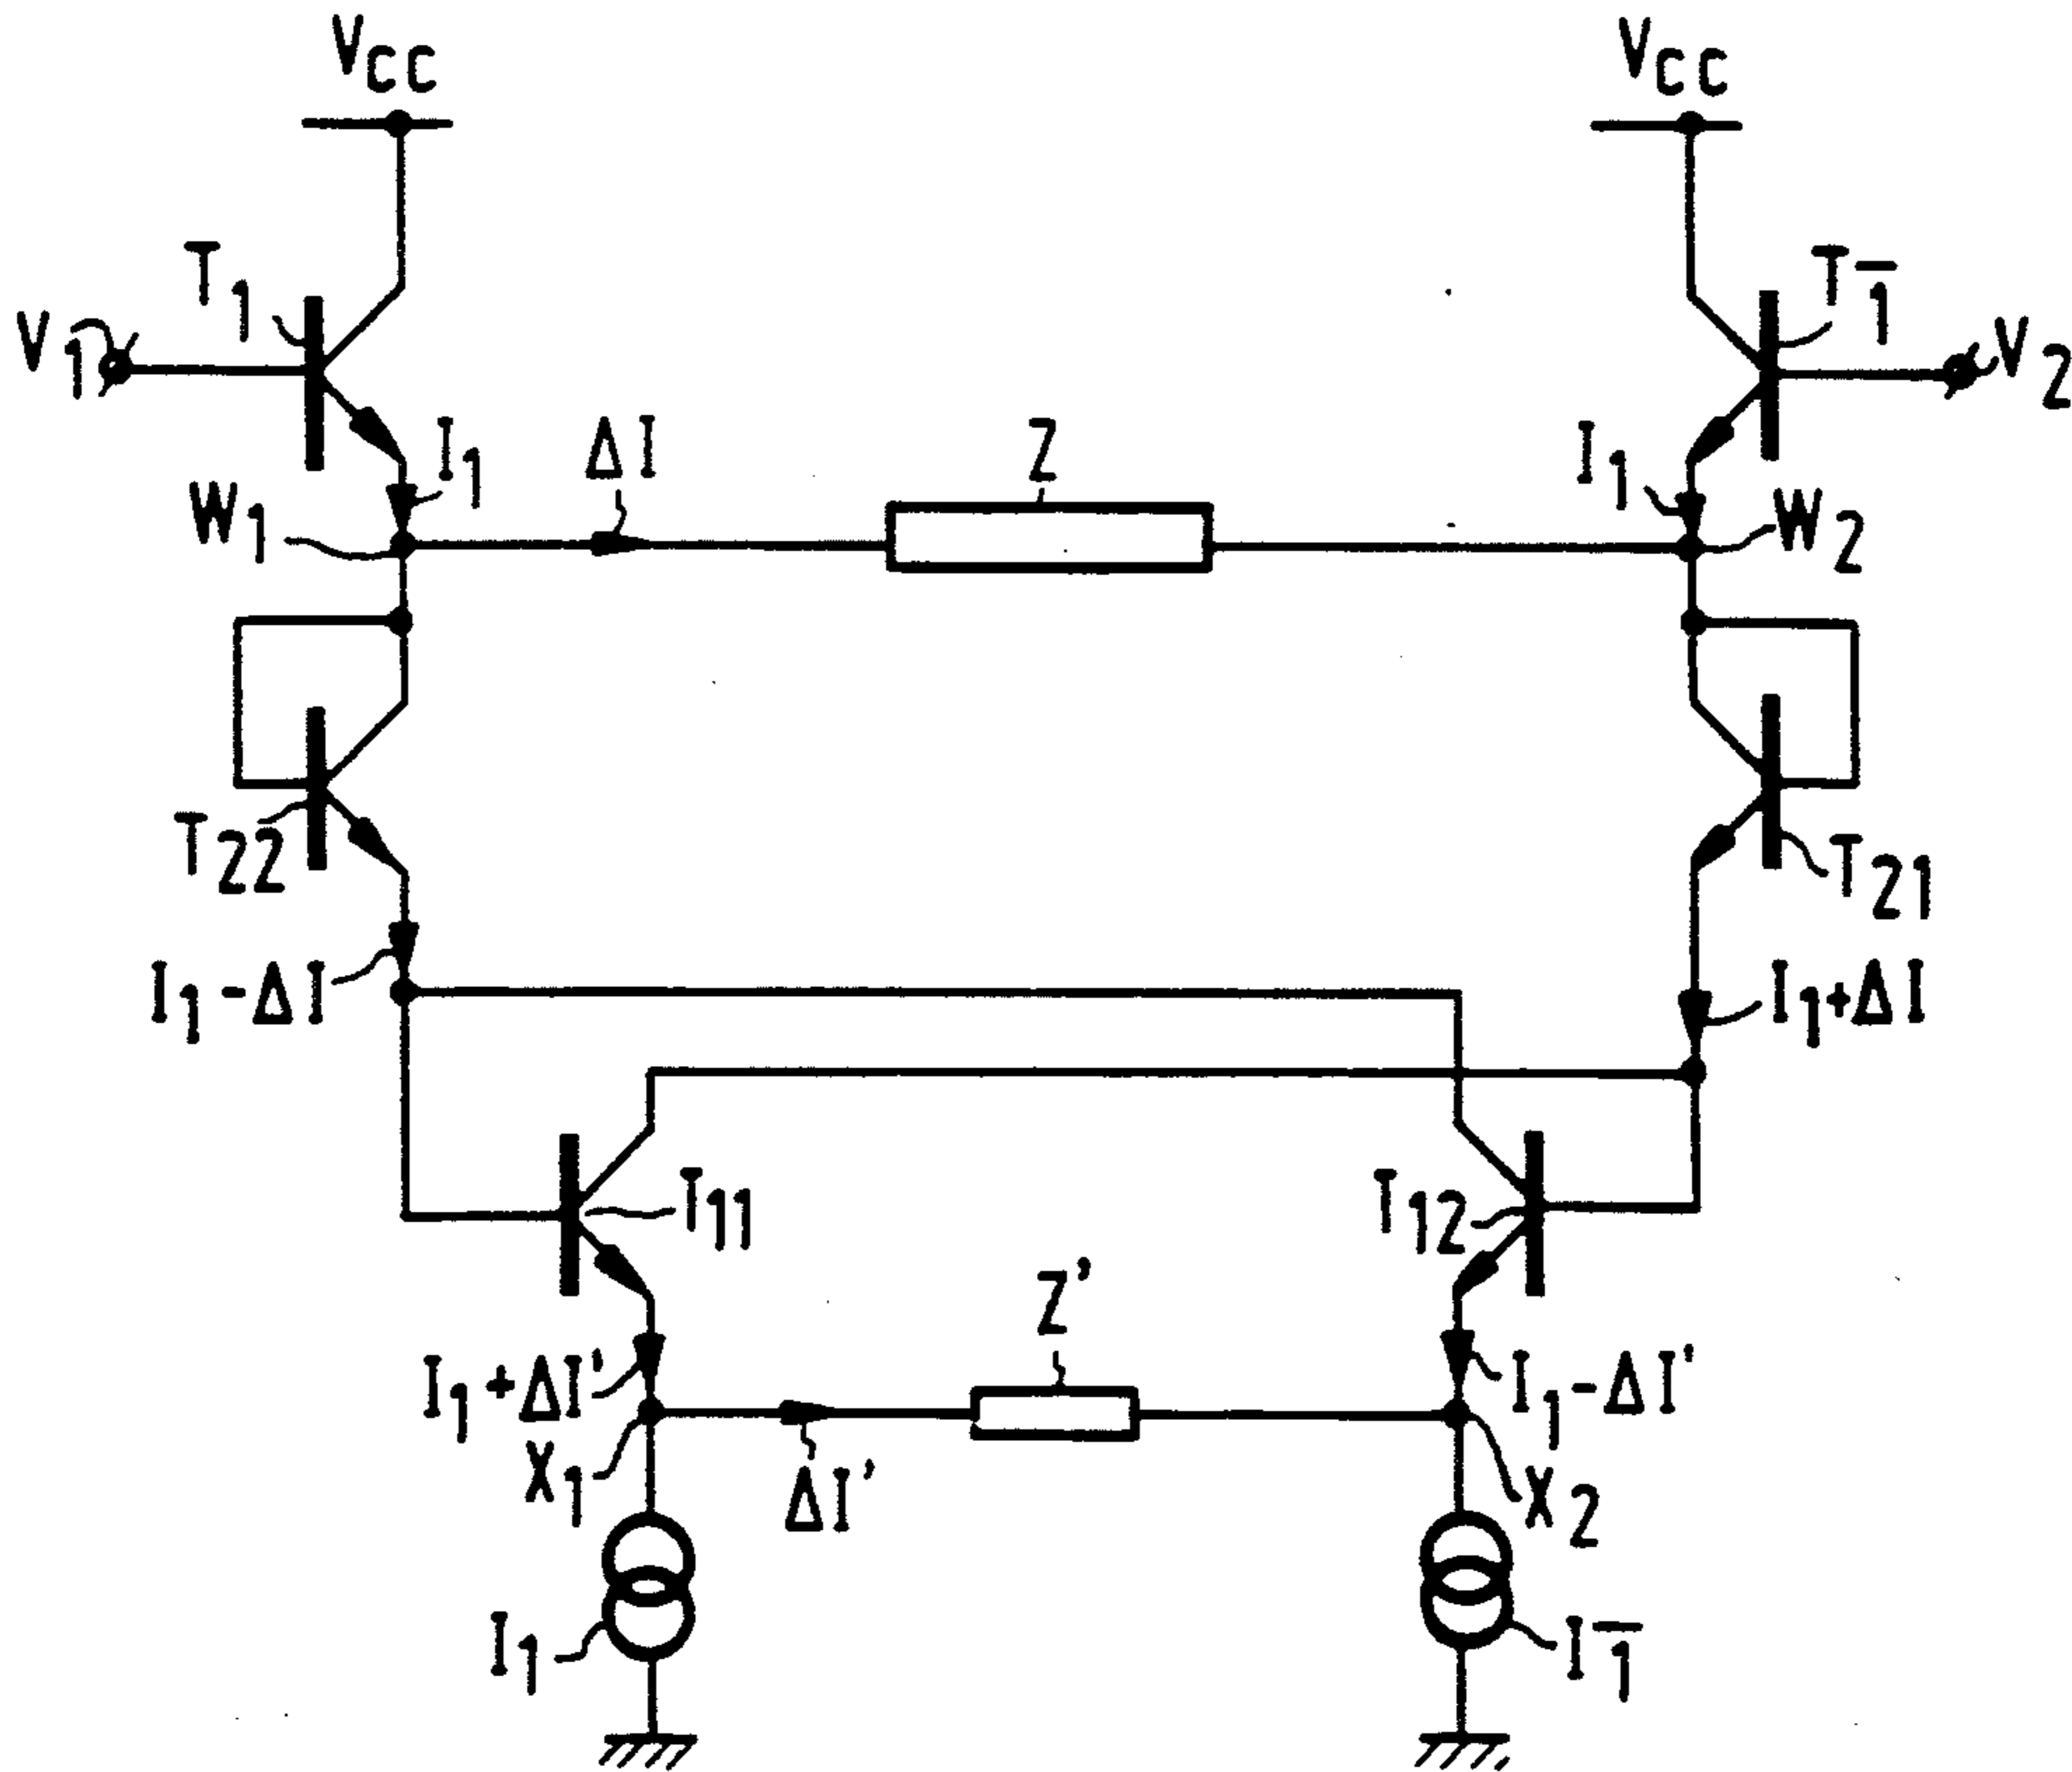 Vcc
Vcc
T1
T1̅
V1
V2
I1
ΔI
Z
I1
W1
W2
T22
T21
I1-ΔI
I1+ΔI
T11
T12
Z'
I1+ΔI'
I1-ΔI'
X1
ΔI'
X2
I1
I1̅